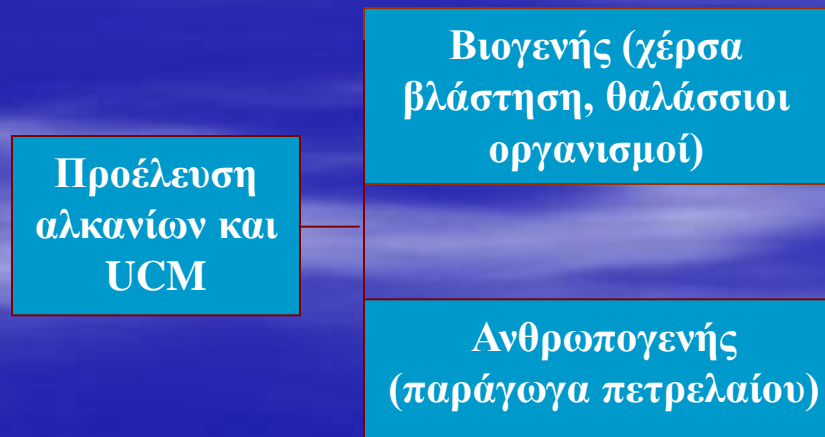 Προέλευση
αλκανίων και
UCM
Βιογενής (χέρσα
βλάστηση, θαλάσσιοι
οργανισμοί)
Ανθρωπογενής
(παράγωγα πετρελαίου)